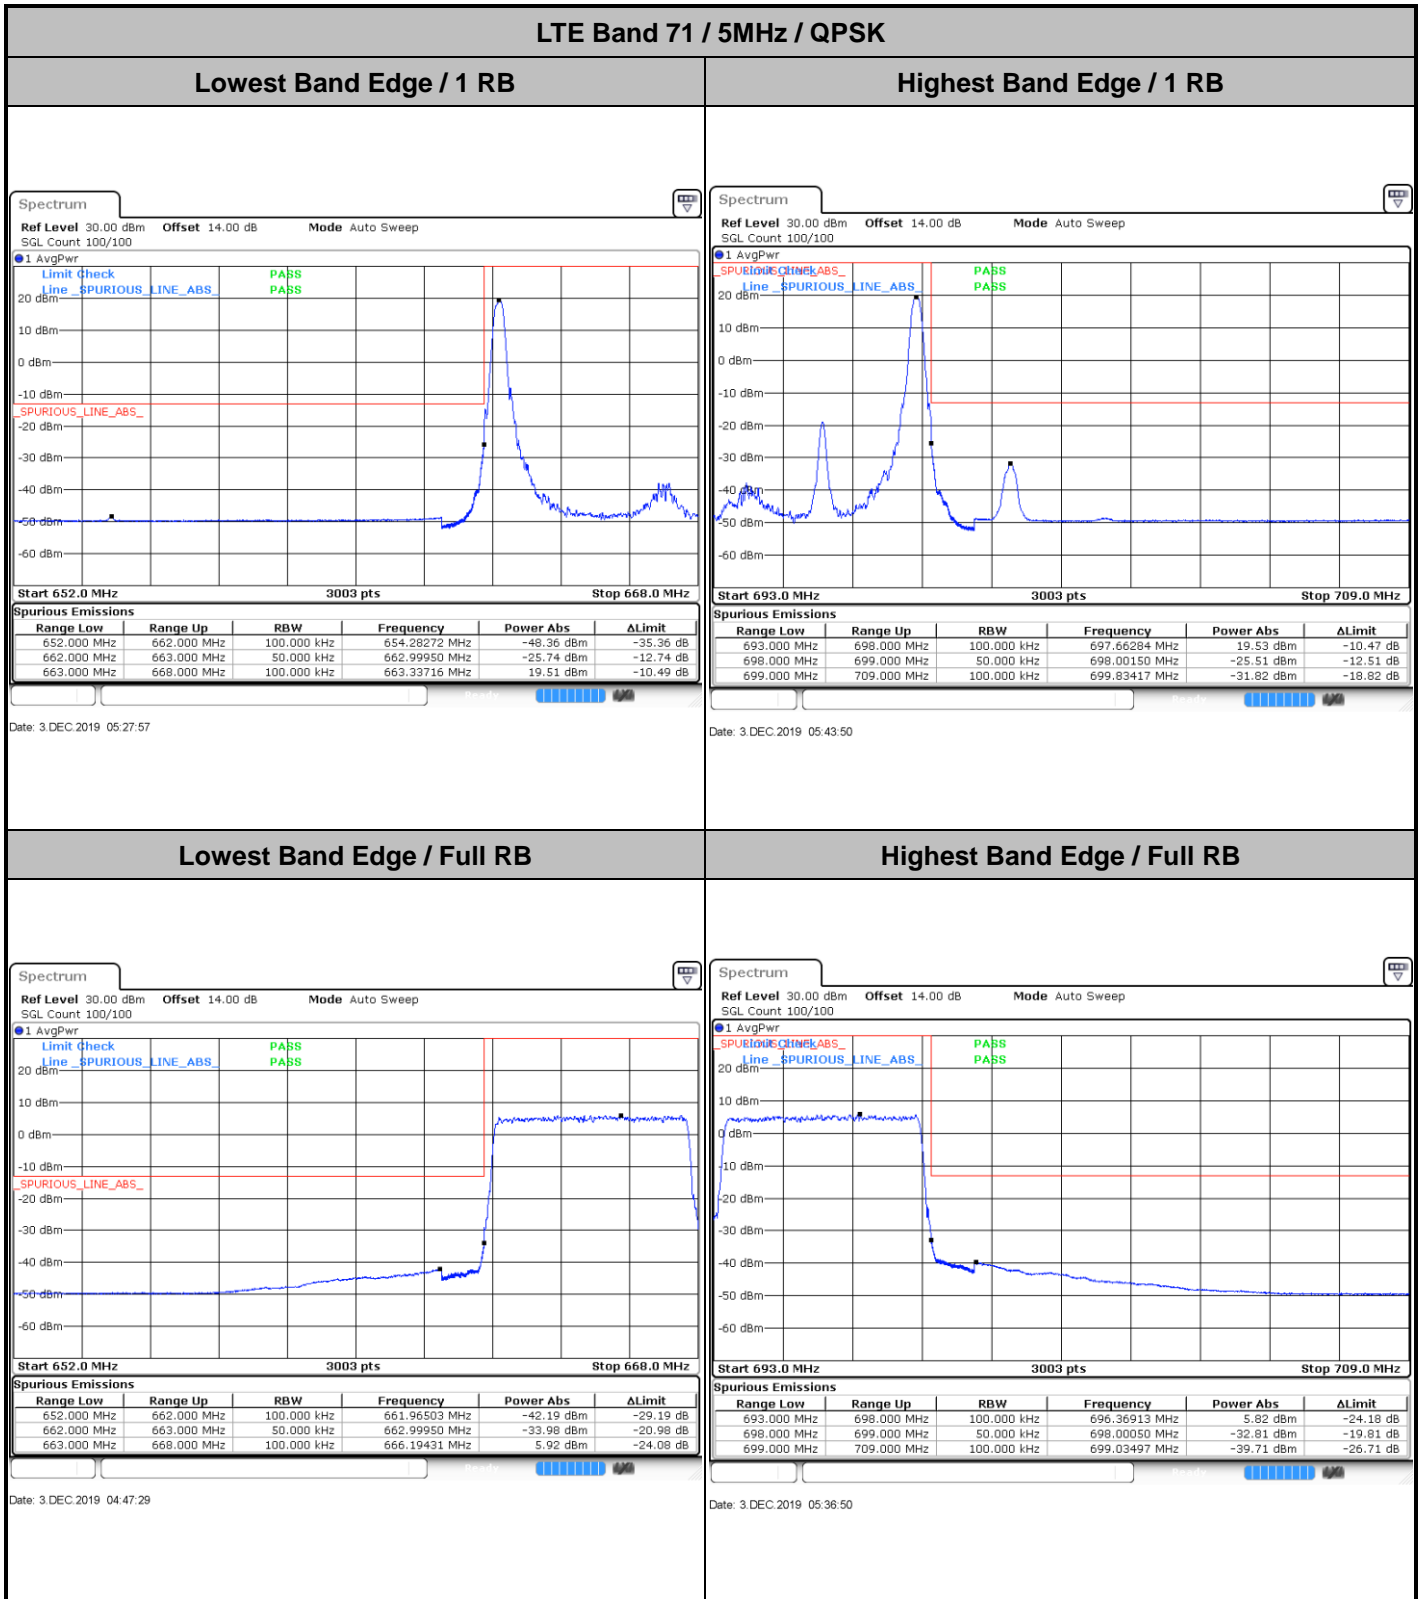 LTE Band 71 / 5MHz / QPSK
Lowest Band Edge / 1 RB
Highest Band Edge / 1 RB
Spectrum
Ref Level 30.00 dBm Offset 14.00 dB Mode Auto Sweep
SGL Count 100/100
1 AvgPwr
Limit Check PASS
Line _SPURIOUS_LINE_ABS_ PASS
20 dBm
10 dBm
0 dBm
-10 dBm
_SPURIOUS_LINE_ABS_
-20 dBm
-30 dBm
-40 dBm
-50 dBm
-60 dBm
Start 652.0 MHz 3003 pts Stop 668.0 MHz
Spurious Emissions
Range Low Range Up RBW Frequency Power Abs ΔLimit
652.000 MHz 662.000 MHz 100.000 kHz 654.28272 MHz -48.36 dBm -35.36 dB
662.000 MHz 663.000 MHz 50.000 kHz 662.99950 MHz -25.74 dBm -12.74 dB
663.000 MHz 668.000 MHz 100.000 kHz 663.33716 MHz 19.51 dBm -10.49 dB
Ready
Date: 3.DEC.2019 05:27:57
Spectrum
Ref Level 30.00 dBm Offset 14.00 dB Mode Auto Sweep
SGL Count 100/100
1 AvgPwr
_SPURIOUS_LINE_ABS_
Limit Check PASS
Line _SPURIOUS_LINE_ABS_ PASS
20 dBm
10 dBm
0 dBm
-10 dBm
-20 dBm
-30 dBm
-40 dBm
-50 dBm
-60 dBm
Start 693.0 MHz 3003 pts Stop 709.0 MHz
Spurious Emissions
Range Low Range Up RBW Frequency Power Abs ΔLimit
693.000 MHz 698.000 MHz 100.000 kHz 697.66284 MHz 19.53 dBm -10.47 dB
698.000 MHz 699.000 MHz 50.000 kHz 698.00150 MHz -25.51 dBm -12.51 dB
699.000 MHz 709.000 MHz 100.000 kHz 699.83417 MHz -31.82 dBm -18.82 dB
Ready
Date: 3.DEC.2019 05:43:50
Lowest Band Edge / Full RB
Highest Band Edge / Full RB
Spectrum
Ref Level 30.00 dBm Offset 14.00 dB Mode Auto Sweep
SGL Count 100/100
1 AvgPwr
Limit Check PASS
Line _SPURIOUS_LINE_ABS_ PASS
20 dBm
10 dBm
0 dBm
-10 dBm
_SPURIOUS_LINE_ABS_
-20 dBm
-30 dBm
-40 dBm
-50 dBm
-60 dBm
Start 652.0 MHz 3003 pts Stop 668.0 MHz
Spurious Emissions
Range Low Range Up RBW Frequency Power Abs ΔLimit
652.000 MHz 662.000 MHz 100.000 kHz 661.96503 MHz -42.19 dBm -29.19 dB
662.000 MHz 663.000 MHz 50.000 kHz 662.99950 MHz -33.98 dBm -20.98 dB
663.000 MHz 668.000 MHz 100.000 kHz 666.19431 MHz 5.92 dBm -24.08 dB
Ready
Date: 3.DEC.2019 04:47:29
Spectrum
Ref Level 30.00 dBm Offset 14.00 dB Mode Auto Sweep
SGL Count 100/100
1 AvgPwr
_SPURIOUS_LINE_ABS_
Limit Check PASS
Line _SPURIOUS_LINE_ABS_ PASS
20 dBm
10 dBm
0 dBm
-10 dBm
-20 dBm
-30 dBm
-40 dBm
-50 dBm
-60 dBm
Start 693.0 MHz 3003 pts Stop 709.0 MHz
Spurious Emissions
Range Low Range Up RBW Frequency Power Abs ΔLimit
693.000 MHz 698.000 MHz 100.000 kHz 696.36913 MHz 5.82 dBm -24.18 dB
698.000 MHz 699.000 MHz 50.000 kHz 698.00050 MHz -32.81 dBm -19.81 dB
699.000 MHz 709.000 MHz 100.000 kHz 699.03497 MHz -39.71 dBm -26.71 dB
Ready
Date: 3.DEC.2019 05:36:50